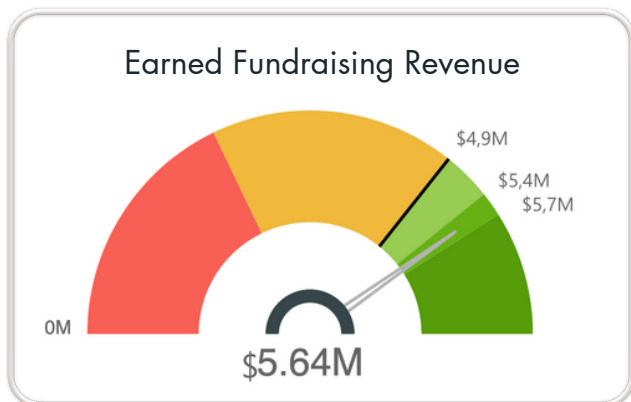 Earned Fundraising Revenue
$4,9M
$5,4M
$5,7M
0M
$5.64M